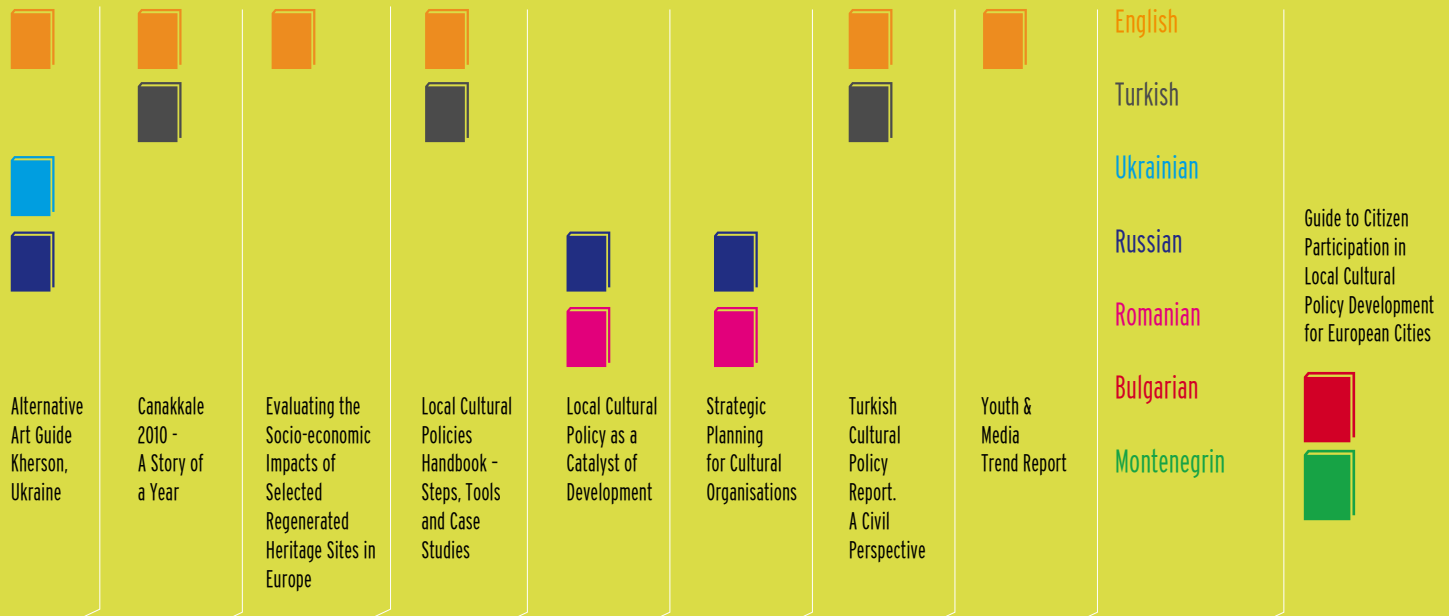 Alternative
Art Guide
Kherson,
Ukraine
Canakkale
2010 -
A Story of
a Year
Evaluating the
Socio-economic
Impacts of
Selected
Regenerated
Heritage Sites in
Europe
Local Cultural
Policies
Handbook –
Steps, Tools
and Case
Studies
Local Cultural
Policy as a
Catalyst of
Development
Strategic
Planning
for Cultural
Organisations
Turkish
Cultural
Policy
Report.
A Civil
Perspective
Youth &
Media
Trend Report
English
Turkish
Ukrainian
Russian
Romanian
Bulgarian
Montenegrin
Guide to Citizen
Participation in
Local Cultural
Policy Development
for European Cities